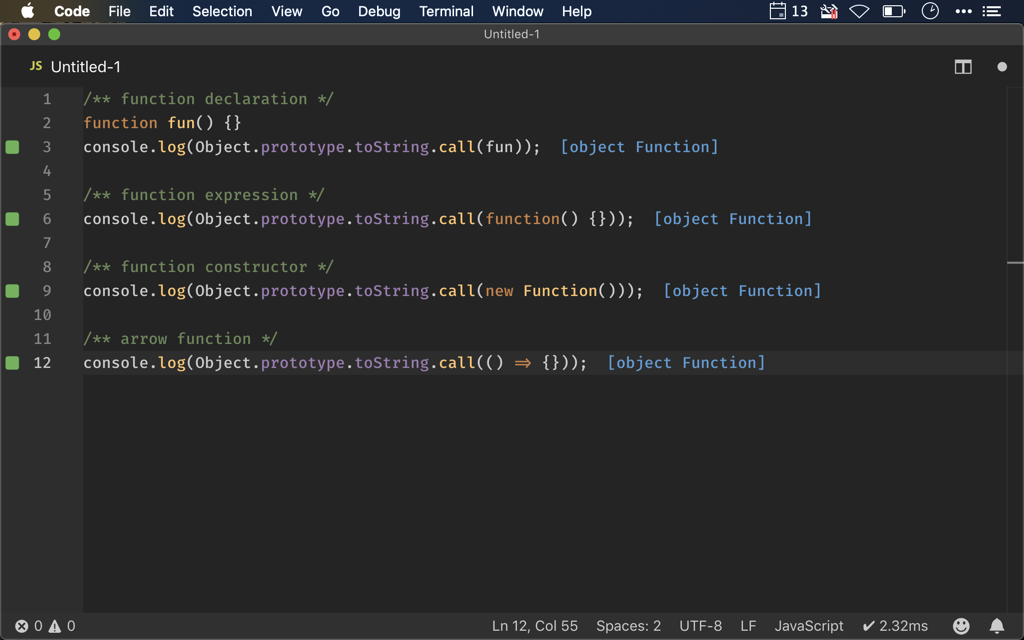 Code File Edit Selection View Go Debug Terminal Window Help 13
Untitled-1
JS Untitled-1
1 /** function declaration */
2 function fun() {}
3 console.log(Object.prototype.toString.call(fun)); [object Function]
4
5 /** function expression */
6 console.log(Object.prototype.toString.call(function() {})); [object Function]
7
8 /** function constructor */
9 console.log(Object.prototype.toString.call(new Function())); [object Function]
10
11 /** arrow function */
12 console.log(Object.prototype.toString.call(() => {})); [object Function]
0 0 Ln 12, Col 55 Spaces: 2 UTF-8 LF JavaScript ✔ 2.32ms